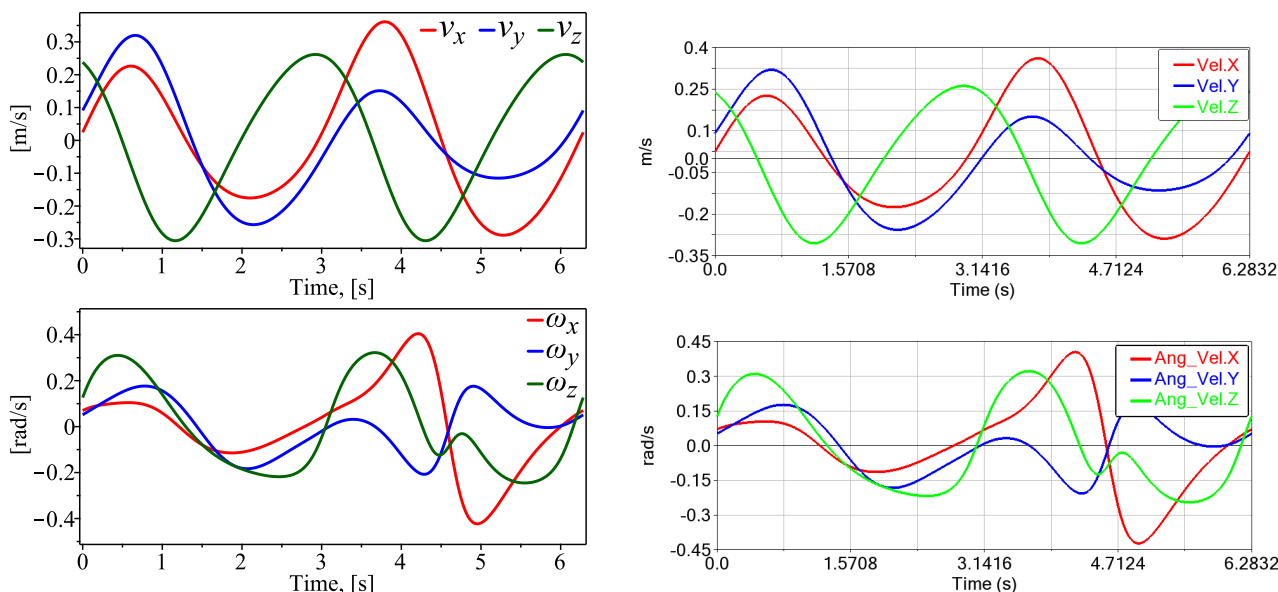 v_x v_y v_z
[m/s]
0.3
0.2
0.1
0
−0.1
−0.2
−0.3
0 1 2 3 4 5 6
Time, [s]
Vel.X
Vel.Y
Vel.Z
m/s
0.4
0.25
0.1
0.0
-0.05
-0.2
-0.35
0.0 1.5708 3.1416 4.7124 6.2832
Time (s)
ω_x
ω_y
ω_z
[rad/s]
0.4
0.2
0
−0.2
−0.4
0 1 2 3 4 5 6
Time, [s]
Ang_Vel.X
Ang_Vel.Y
Ang_Vel.Z
rad/s
0.45
0.3
0.15
0.0
-0.15
-0.3
-0.45
0.0 1.5708 3.1416 4.7124 6.2832
Time (s)